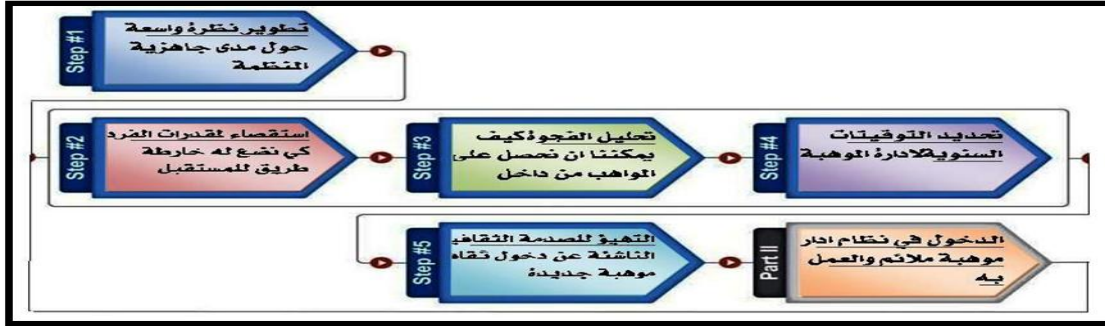 Step #1
تطوير نظرة واسعة
حول مدى جاهزية
المنظمة
Step #2
استقصاء لقدرات الفرد
كي نضع له خارطة
طريق للمستقبل
Step #3
تحليل الفجوة كيف
يمكننا ان نحصل على
المواهب من داخل
Step #4
تحديد التوقيتات
السنوية لادارة الموهبة
Step #5
التهيؤ للصدمة الثقافي
الناشئة عن دخول ثقاف
موهبة جديدة
Part II
الدخول في نظام ادار
موهبة ملائم والعمل
به